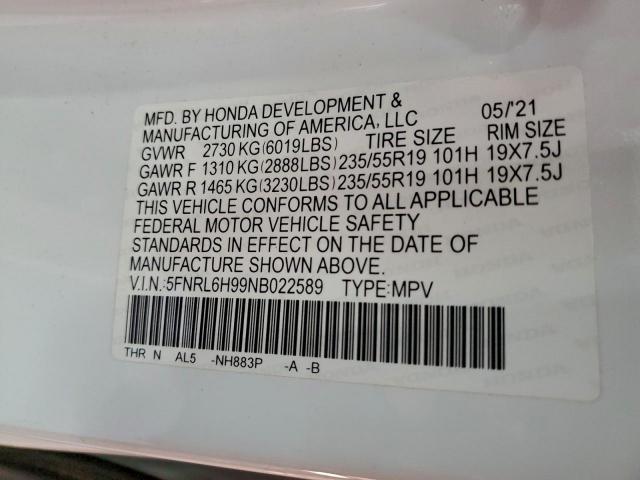 MFD. BY HONDA DEVELOPMENT & 05/'21
MANUFACTURING OF AMERICA, LLC
GVWR 2730 KG(6019LBS) TIRE SIZE RIM SIZE
GAWR F 1310 KG(2888LBS) 235/55R19 101H 19X7.5J
GAWR R 1465 KG(3230LBS) 235/55R19 101H 19X7.5J
THIS VEHICLE CONFORMS TO ALL APPLICABLE
FEDERAL MOTOR VEHICLE SAFETY
STANDARDS IN EFFECT ON THE DATE OF
MANUFACTURE SHOWN ABOVE.
V.I.N.:5FNRL6H99NB022589 TYPE:MPV
THR N AL5 -NH883P -A -B